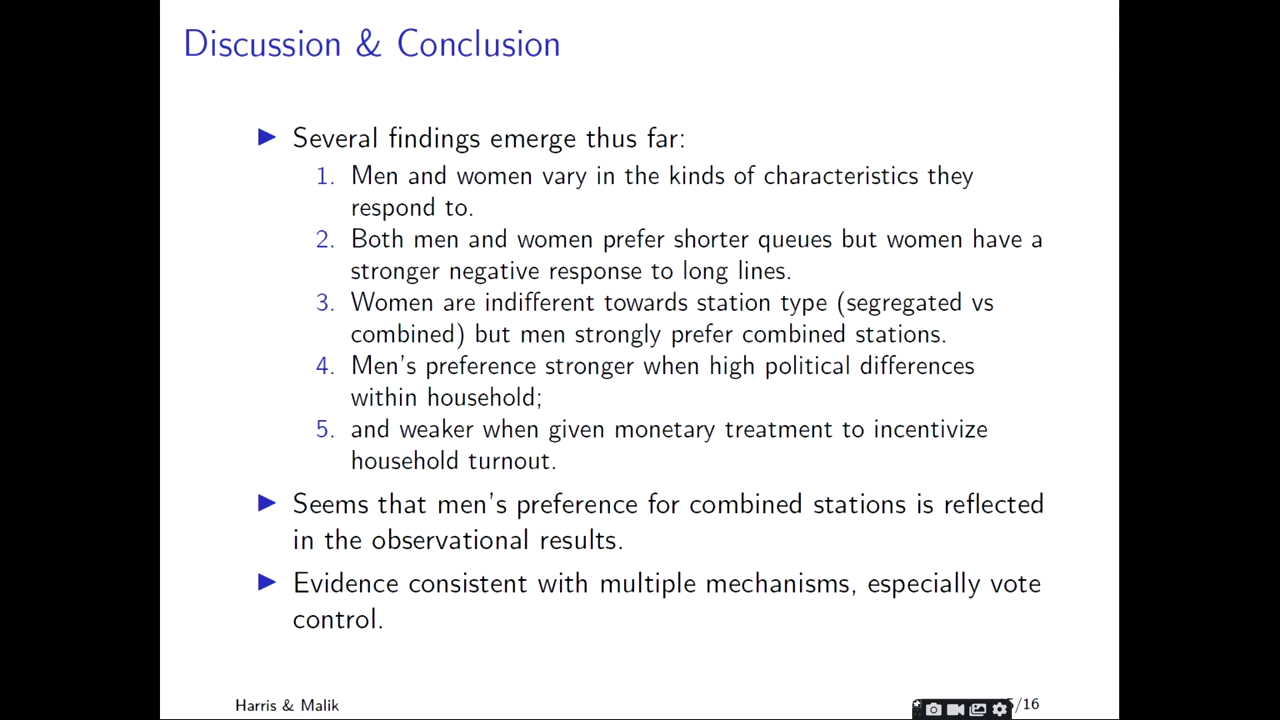 Discussion & Conclusion
Several findings emerge thus far:
1. Men and women vary in the kinds of characteristics they
respond to.
2. Both men and women prefer shorter queues but women have a
stronger negative response to long lines.
3. Women are indifferent towards station type (segregated vs
combined) but men strongly prefer combined stations.
4. Men's preference stronger when high political differences
within household;
5. and weaker when given monetary treatment to incentivize
household turnout.
Seems that men's preference for combined stations is reflected
in the observational results.
Evidence consistent with multiple mechanisms, especially vote
control.
Harris & Malik
/16